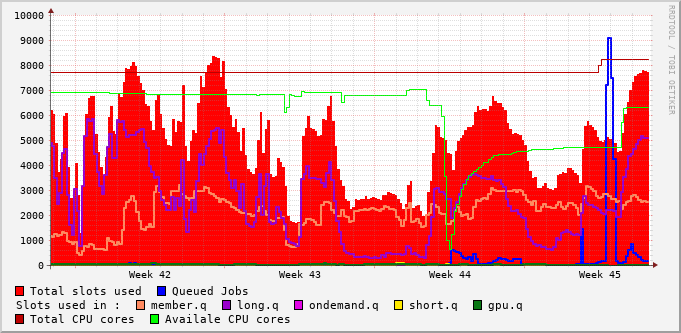 10000
9000
8000
7000
6000
5000
4000
3000
2000
1000
0
Week 42 Week 43 Week 44 Week 45
RRDTOOL / TOBI OETIKER
Total slots used Queued Jobs
Slots used in : member.q long.q ondemand.q short.q gpu.q
Total CPU cores Availale CPU cores